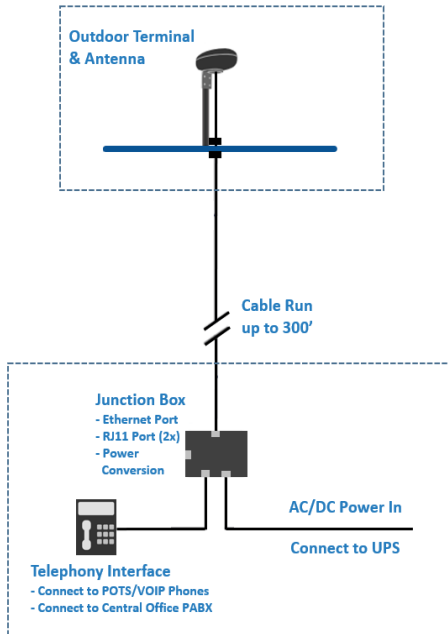 Outdoor Terminal
& Antenna
Cable Run
up to 300’
Junction Box
- Ethernet Port
- RJ11 Port (2x)
- Power
Conversion
AC/DC Power In
Connect to UPS
Telephony Interface
- Connect to POTS/VOIP Phones
- Connect to Central Office PABX